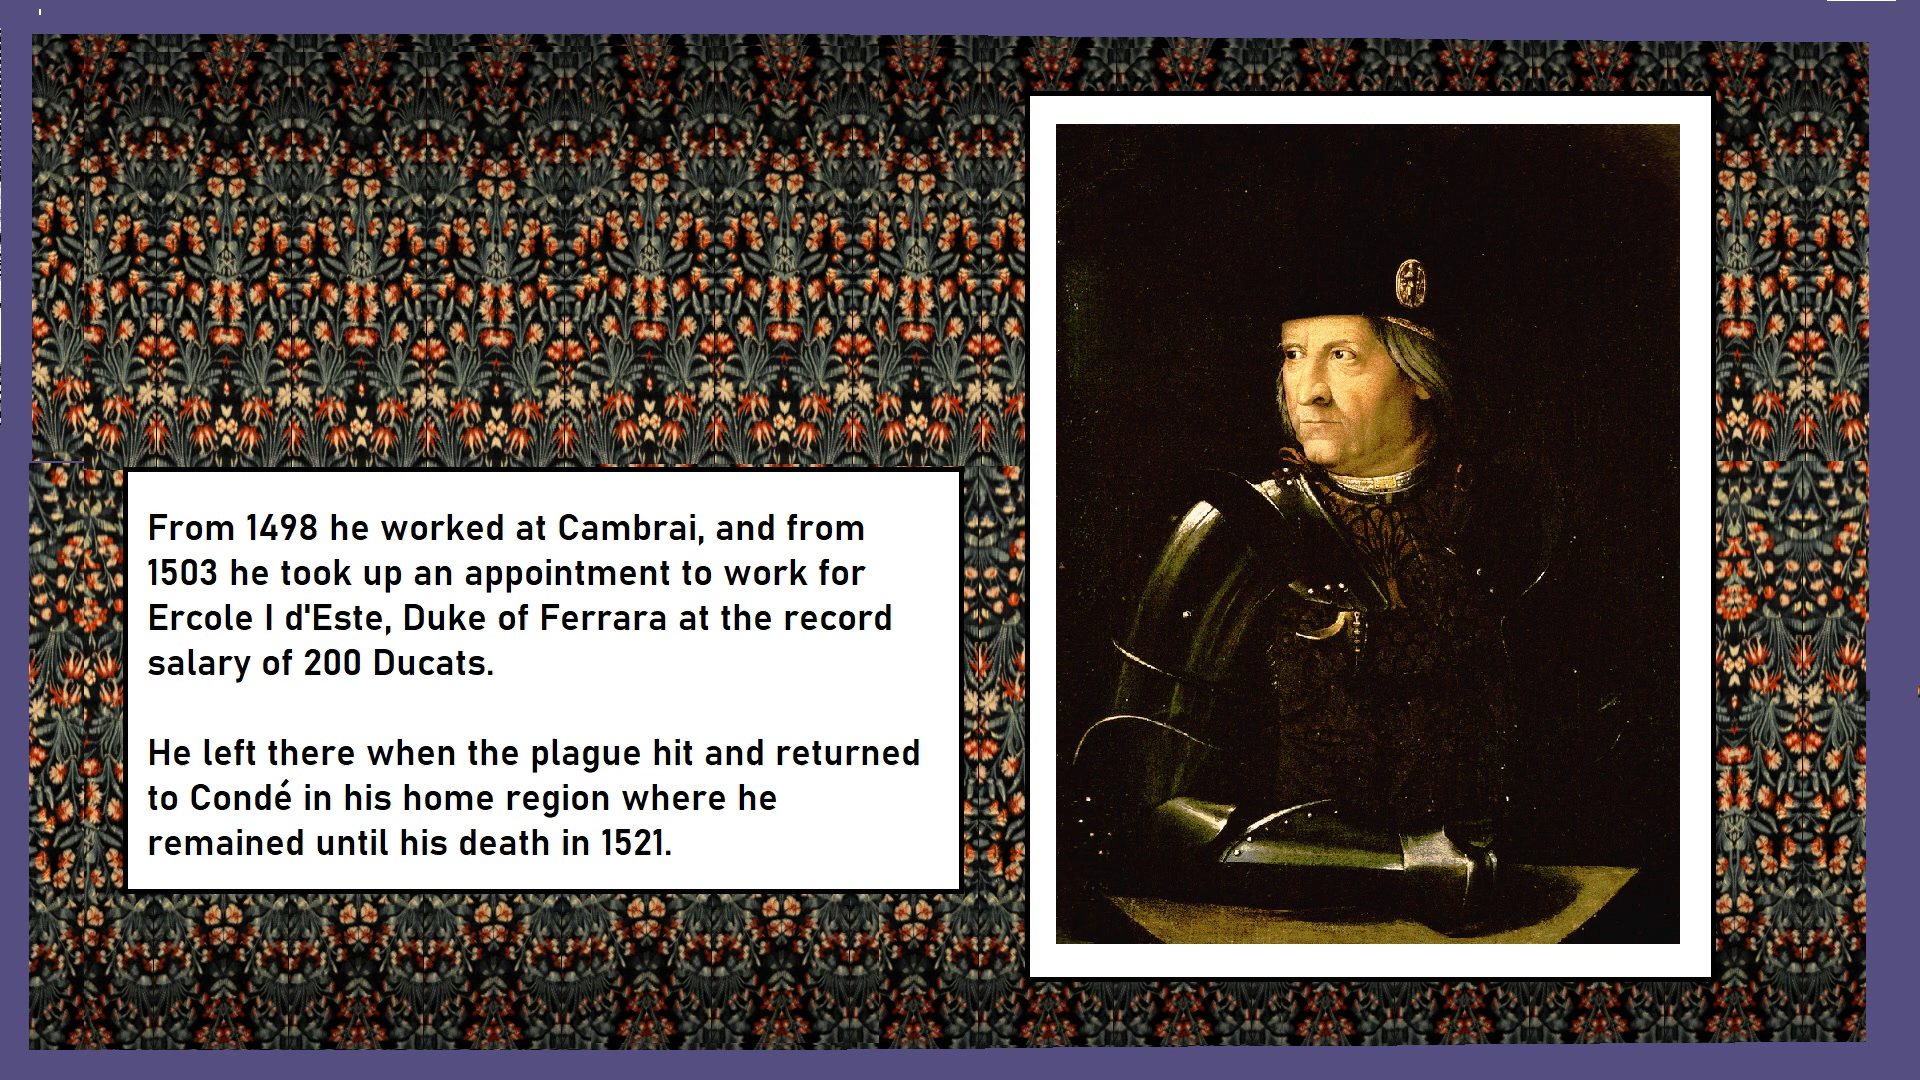 From 1498 he worked at Cambrai, and from
1503 he took up an appointment to work for
Ercole I d'Este, Duke of Ferrara at the record
salary of 200 Ducats.
He left there when the plague hit and returned
to Condé in his home region where he
remained until his death in 1521.